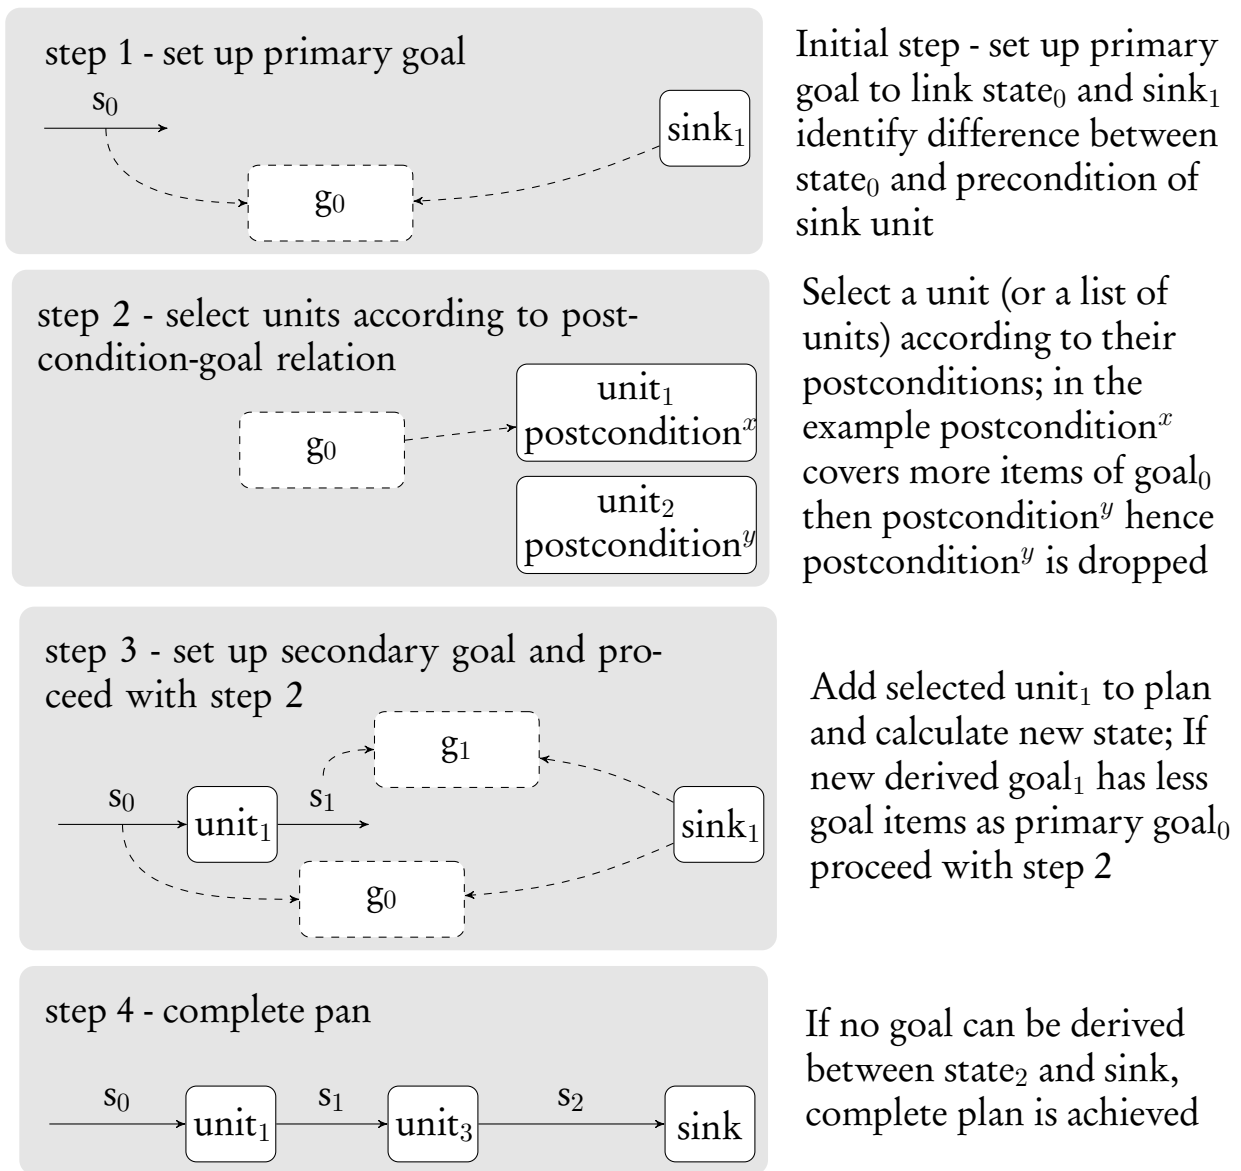 step 1 - set up primary goal
s₀
sink₁
g₀
Initial step - set up primary
goal to link state₀ and sink₁
identify difference between
state₀ and precondition of
sink unit
step 2 - select units according to post-
condition-goal relation
g₀
unit₁
postconditionˣ
unit₂
postconditionʸ
Select a unit (or a list of
units) according to their
postconditions; in the
example postconditionˣ
covers more items of goal₀
then postconditionʸ hence
postconditionʸ is dropped
step 3 - set up secondary goal and pro-
ceed with step 2
g₁
s₀
unit₁
s₁
sink₁
g₀
Add selected unit₁ to plan
and calculate new state; If
new derived goal₁ has less
goal items as primary goal₀
proceed with step 2
step 4 - complete pan
s₀
unit₁
s₁
unit₃
s₂
sink
If no goal can be derived
between state₂ and sink,
complete plan is achieved